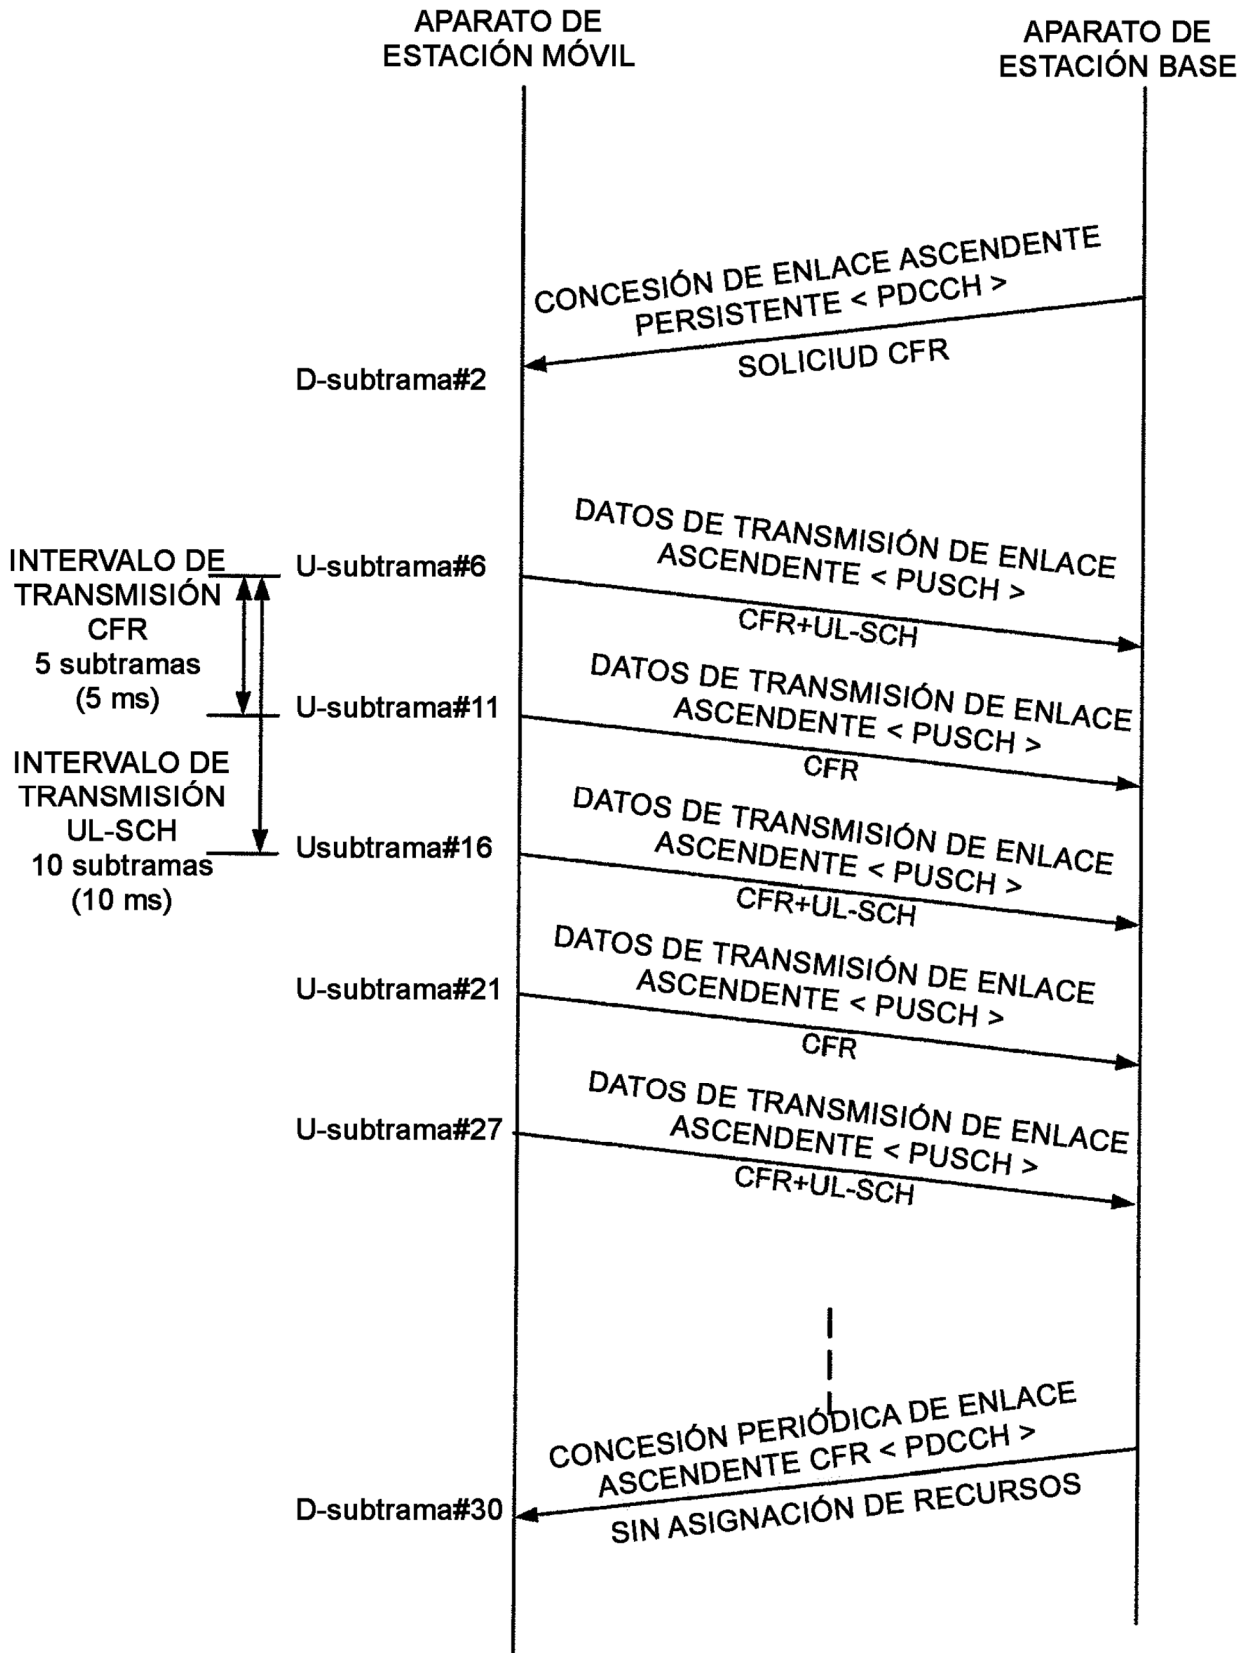 APARATO DE
ESTACIÓN MÓVIL
APARATO DE
ESTACIÓN BASE
CONCESIÓN DE ENLACE ASCENDENTE
PERSISTENTE < PDCCH >
SOLICIUD CFR
D-subtrama#2
DATOS DE TRANSMISIÓN DE ENLACE
ASCENDENTE < PUSCH >
CFR+UL-SCH
U-subtrama#6
INTERVALO DE
TRANSMISIÓN
CFR
5 subtramas
(5 ms)
DATOS DE TRANSMISIÓN DE ENLACE
ASCENDENTE < PUSCH >
CFR
U-subtrama#11
INTERVALO DE
TRANSMISIÓN
UL-SCH
10 subtramas
(10 ms)
DATOS DE TRANSMISIÓN DE ENLACE
ASCENDENTE < PUSCH >
CFR+UL-SCH
Usubtrama#16
DATOS DE TRANSMISIÓN DE ENLACE
ASCENDENTE < PUSCH >
CFR
U-subtrama#21
DATOS DE TRANSMISIÓN DE ENLACE
ASCENDENTE < PUSCH >
CFR+UL-SCH
U-subtrama#27
CONCESIÓN PERIÓDICA DE ENLACE
ASCENDENTE CFR < PDCCH >
SIN ASIGNACIÓN DE RECURSOS
D-subtrama#30